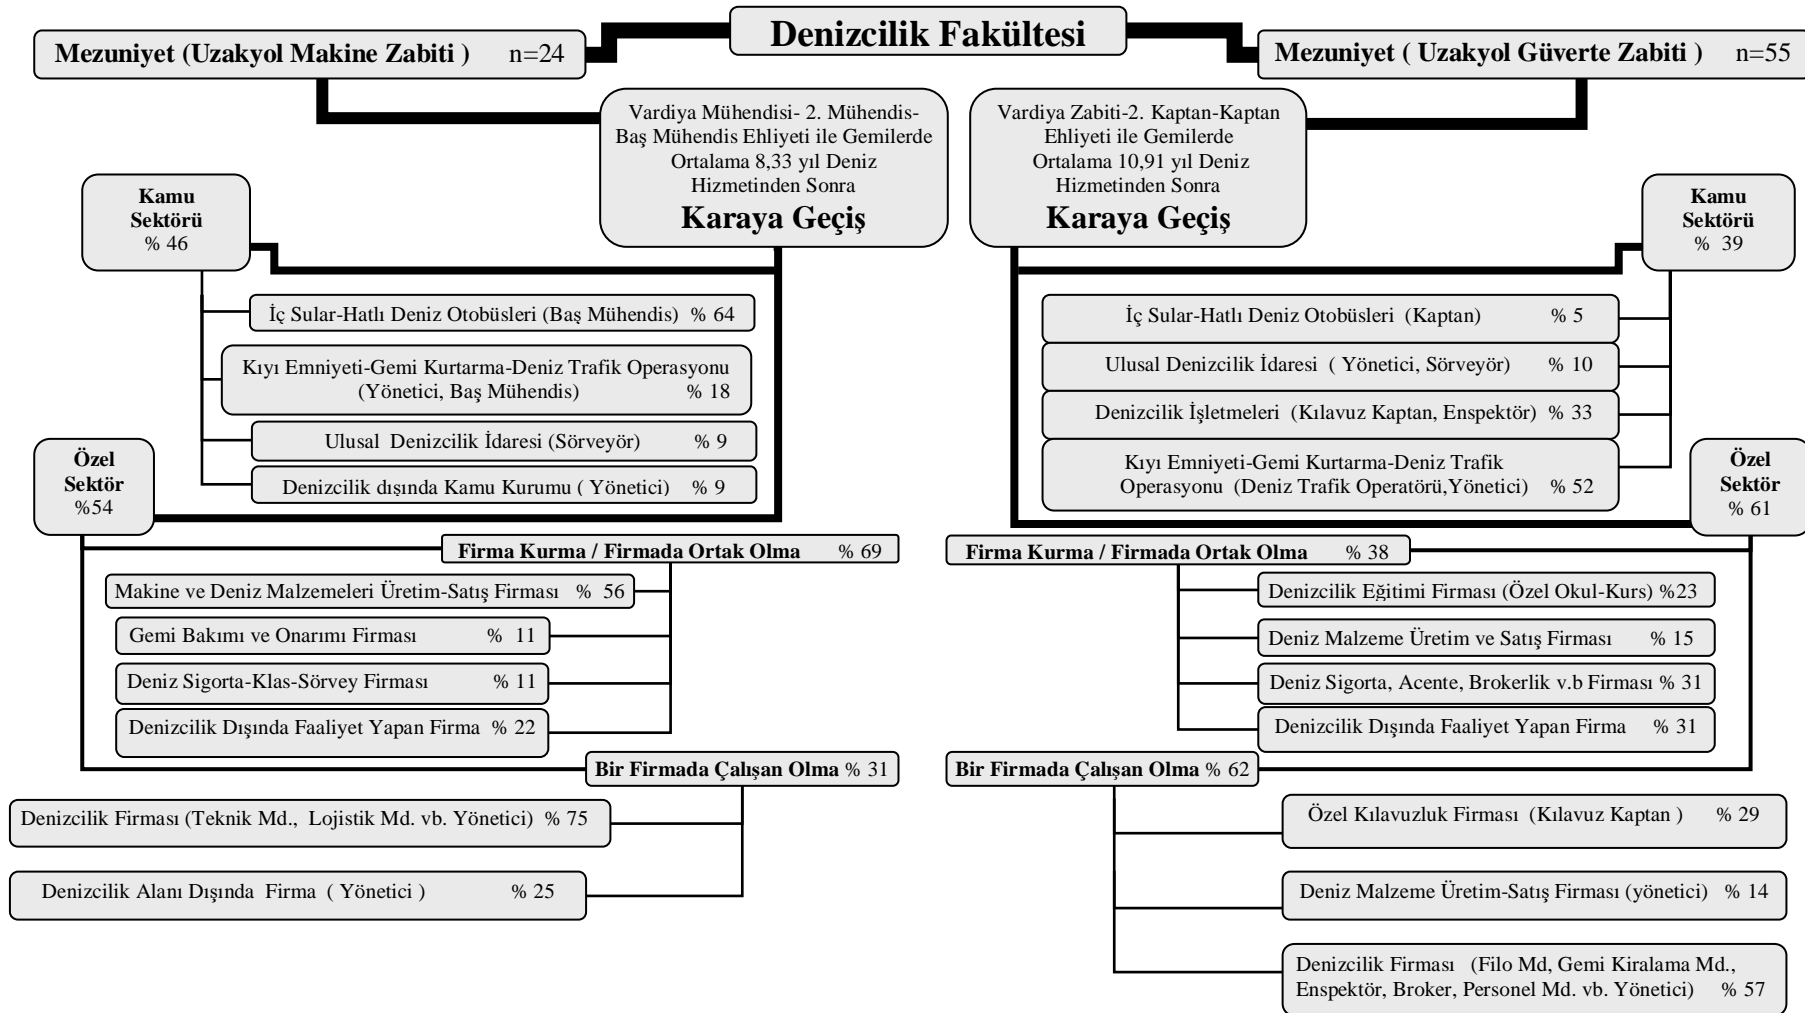 Denizcilik Fakültesi
Mezuniyet (Uzakyol Makine Zabiti ) n=24
Mezuniyet ( Uzakyol Güverte Zabiti ) n=55
Vardiya Mühendisi- 2. Mühendis-
Baş Mühendis Ehliyeti ile Gemilerde
Ortalama 8,33 yıl Deniz
Hizmetinden Sonra
Karaya Geçiş
Vardiya Zabiti-2. Kaptan-Kaptan
Ehliyeti ile Gemilerde
Ortalama 10,91 yıl Deniz
Hizmetinden Sonra
Karaya Geçiş
Kamu
Sektörü
% 46
İç Sular-Hatlı Deniz Otobüsleri (Baş Mühendis) % 64
Kıyı Emniyeti-Gemi Kurtarma-Deniz Trafik Operasyonu
(Yönetici, Baş Mühendis) % 18
Ulusal Denizcilik İdaresi (Sörveyör) % 9
Denizcilik dışında Kamu Kurumu ( Yönetici) % 9
Kamu
Sektörü
% 39
İç Sular-Hatlı Deniz Otobüsleri (Kaptan) % 5
Ulusal Denizcilik İdaresi ( Yönetici, Sörveyör) % 10
Denizcilik İşletmeleri (Kılavuz Kaptan, Enspektör) % 33
Kıyı Emniyeti-Gemi Kurtarma-Deniz Trafik
Operasyonu (Deniz Trafik Operatörü,Yönetici) % 52
Özel
Sektör
%54
Firma Kurma / Firmada Ortak Olma % 69
Makine ve Deniz Malzemeleri Üretim-Satış Firması % 56
Gemi Bakımı ve Onarımı Firması % 11
Deniz Sigorta-Klas-Sörvey Firması % 11
Denizcilik Dışında Faaliyet Yapan Firma % 22
Bir Firmada Çalışan Olma % 31
Denizcilik Firması (Teknik Md., Lojistik Md. vb. Yönetici) % 75
Denizcilik Alanı Dışında Firma ( Yönetici ) % 25
Özel
Sektör
% 61
Firma Kurma / Firmada Ortak Olma % 38
Denizcilik Eğitimi Firması (Özel Okul-Kurs) %23
Deniz Malzeme Üretim ve Satış Firması % 15
Deniz Sigorta, Acente, Brokerlik v.b Firması % 31
Denizcilik Dışında Faaliyet Yapan Firma % 31
Bir Firmada Çalışan Olma % 62
Özel Kılavuzluk Firması (Kılavuz Kaptan ) % 29
Deniz Malzeme Üretim-Satış Firması (yönetici) % 14
Denizcilik Firması (Filo Md, Gemi Kiralama Md.,
Enspektör, Broker, Personel Md. vb. Yönetici) % 57